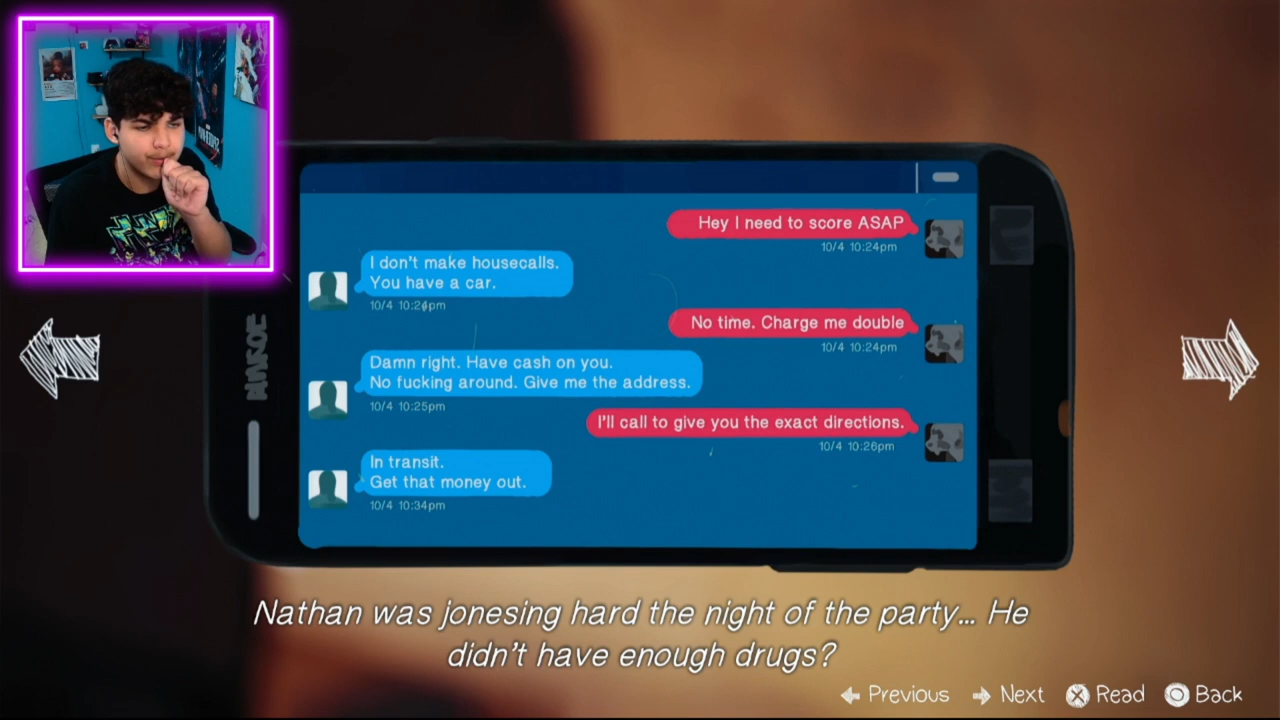 Hey I need to score ASAP
10/4 10:24pm
I don't make housecalls.
You have a car.
10/4 10:24pm
No time. Charge me double
10/4 10:24pm
Damn right. Have cash on you.
No fucking around. Give me the address.
10/4 10:25pm
I'll call to give you the exact directions.
10/4 10:26pm
In transit.
Get that money out.
10/4 10:34pm
Nathan was jonesing hard the night of the party... He
didn't have enough drugs?
Previous Next Read Back